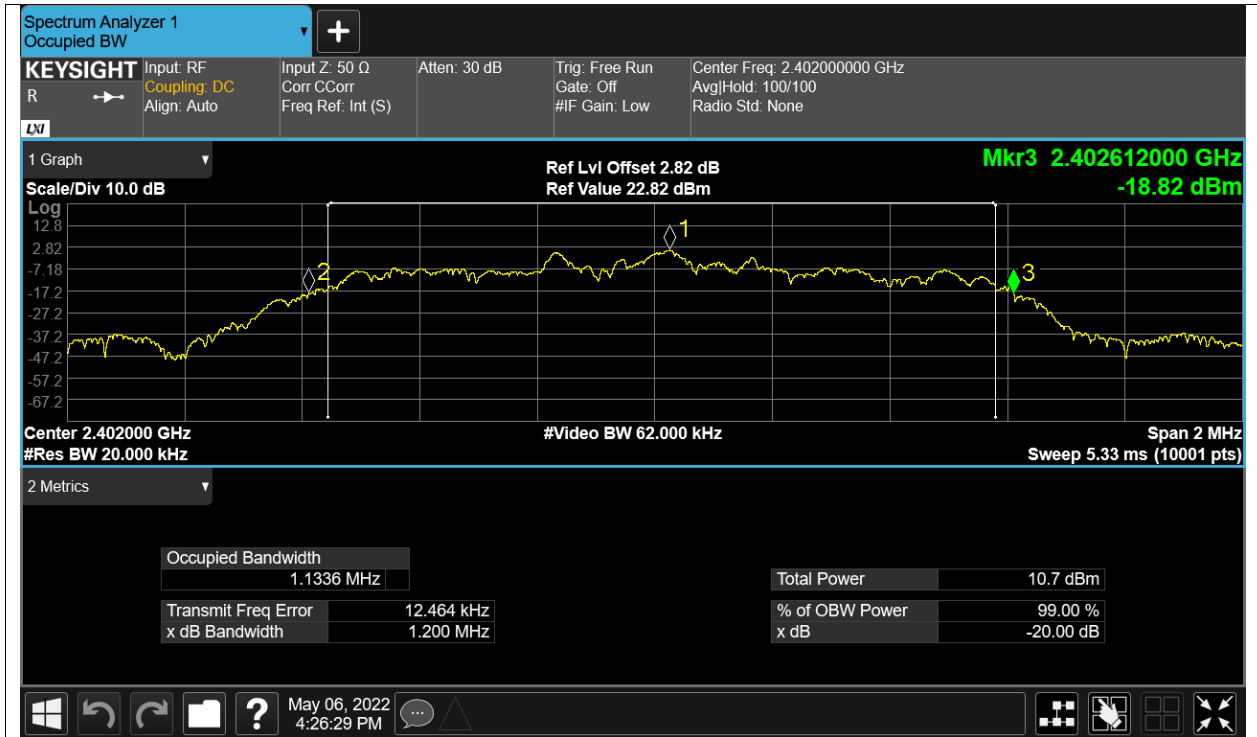 Spectrum Analyzer 1
Occupied BW
+
KEYSIGHT
R
LXI
Input: RF
Coupling: DC
Align: Auto
Input Z: 50 Ω
Corr CCorr
Freq Ref: Int (S)
Atten: 30 dB
Trig: Free Run
Gate: Off
#IF Gain: Low
Center Freq: 2.402000000 GHz
Avg|Hold: 100/100
Radio Std: None
1 Graph
Scale/Div 10.0 dB
Ref Lvl Offset 2.82 dB
Ref Value 22.82 dBm
Mkr3 2.402612000 GHz
-18.82 dBm
Log
12.8
2.82
-7.18
-17.2
-27.2
-37.2
-47.2
-57.2
-67.2
1
2
3
Center 2.402000 GHz
#Res BW 20.000 kHz
#Video BW 62.000 kHz
Span 2 MHz
Sweep 5.33 ms (10001 pts)
2 Metrics
Occupied Bandwidth
1.1336 MHz
Transmit Freq Error 12.464 kHz
x dB Bandwidth 1.200 MHz
Total Power 10.7 dBm
% of OBW Power 99.00 %
x dB -20.00 dB
?
May 06, 2022
4:26:29 PM